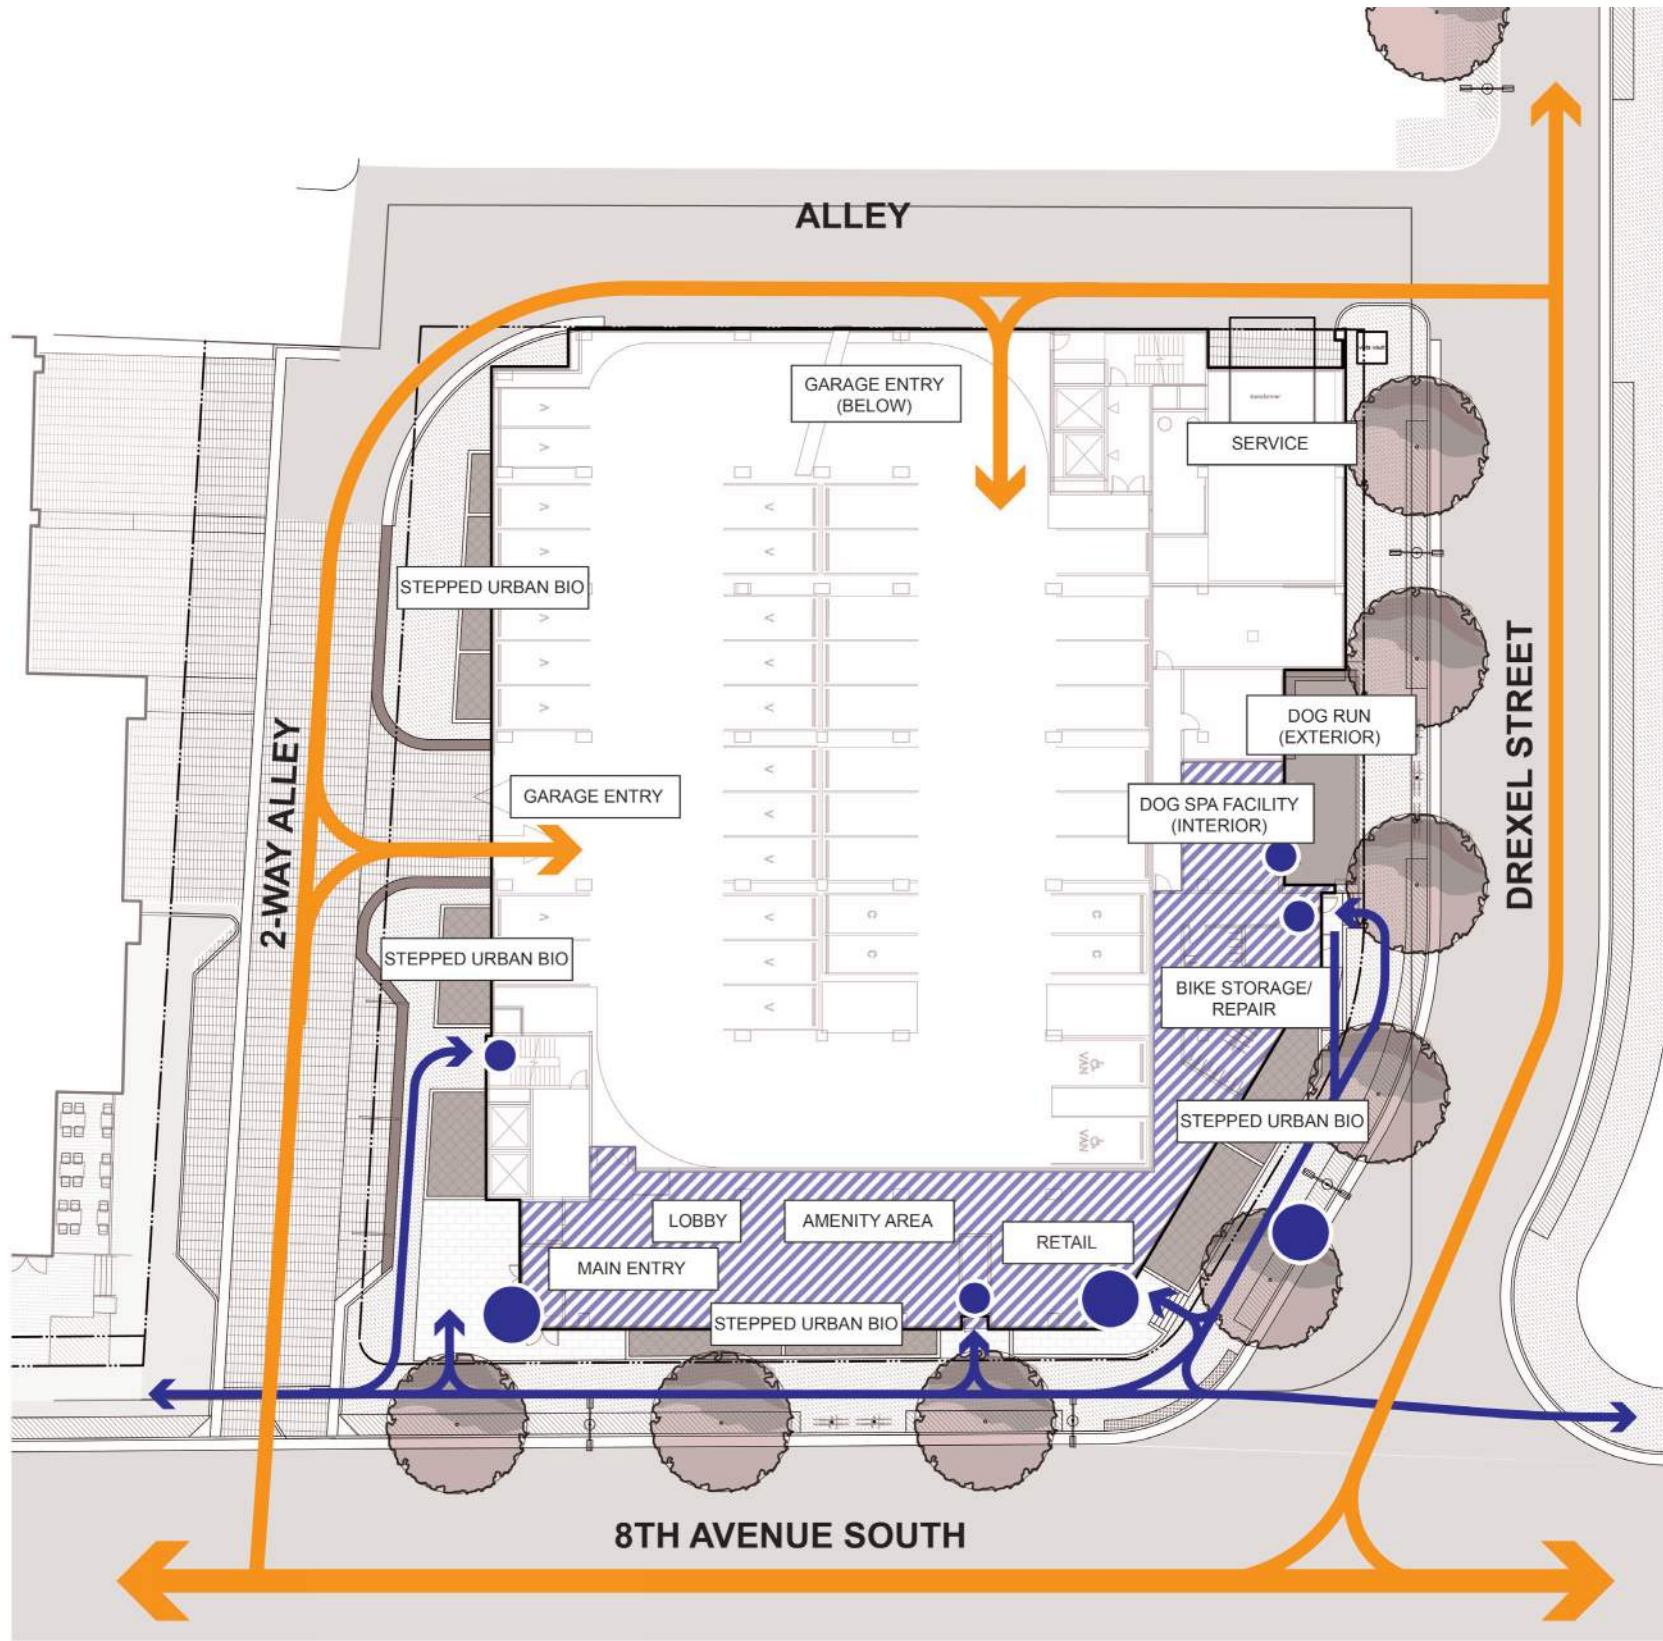 ALLEY
GARAGE ENTRY
(BELOW)
SERVICE
STEPPED URBAN BIO
DOG RUN
(EXTERIOR)
DREXEL STREET
2-WAY ALLEY
GARAGE ENTRY
DOG SPA FACILITY
(INTERIOR)
STEPPED URBAN BIO
C
C
C
C
BIKE STORAGE/
REPAIR
VAN
STEPPED URBAN BIO
VAN
LOBBY
AMENITY AREA
RETAIL
MAIN ENTRY
STEPPED URBAN BIO
8TH AVENUE SOUTH